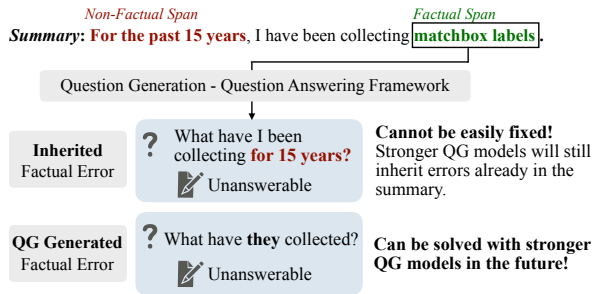 Non-Factual Span Factual Span
Summary: For the past 15 years, I have been collecting matchbox labels.
Question Generation - Question Answering Framework
Inherited
Factual Error
? What have I been
collecting for 15 years?
Unanswerable
Cannot be easily fixed!
Stronger QG models will still
inherit errors already in the
summary.
QG Generated
Factual Error
? What have they collected?
Unanswerable
Can be solved with stronger
QG models in the future!